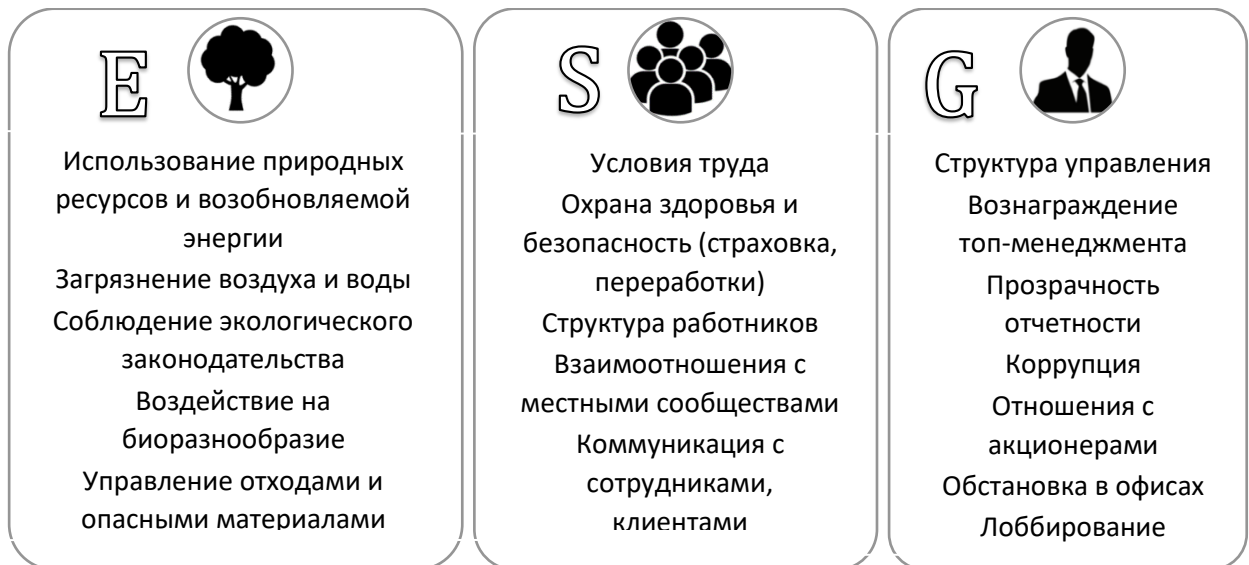 E
Использование природных
ресурсов и возобновляемой
энергии
Загрязнение воздуха и воды
Соблюдение экологического
законодательства
Воздействие на
биоразнообразие
Управление отходами и
опасными материалами
S
Условия труда
Охрана здоровья и
безопасность (страховка,
переработки)
Структура работников
Взаимоотношения с
местными сообществами
Коммуникация с
сотрудниками,
клиентами
G
Структура управления
Вознаграждение
топ-менеджмента
Прозрачность
отчетности
Коррупция
Отношения с
акционерами
Обстановка в офисах
Лоббирование